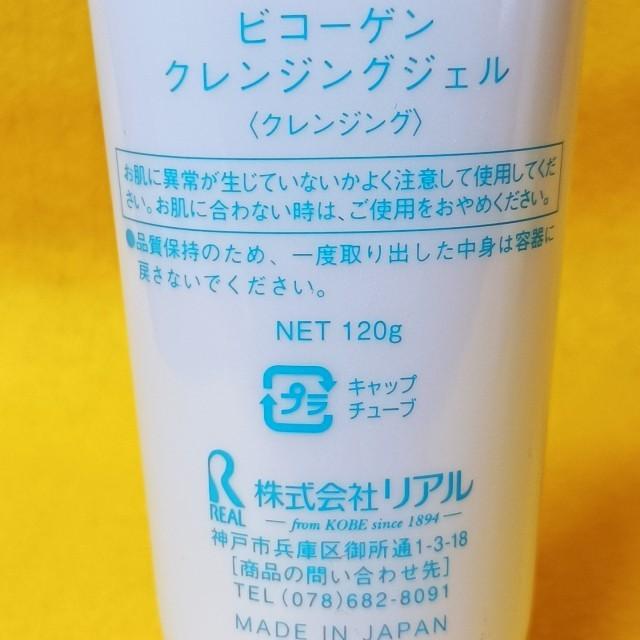 ビコーゲン
クレンジングジェル
〈クレンジング〉
お肌に異常が生じていないかよく注意して使用してくだ
さい。お肌に合わない時は、ご使用をおやめください。
●品質保持のため、一度取り出した中身は容器に
戻さないでください。
NET 120g
プラ
キャップ
チューブ
R
REAL
株式会社リアル
from KOBE since 1894
神戸市兵庫区御所通1-3-18
[商品の問い合わせ先]
TEL(078)682-8091
MADE IN JAPAN